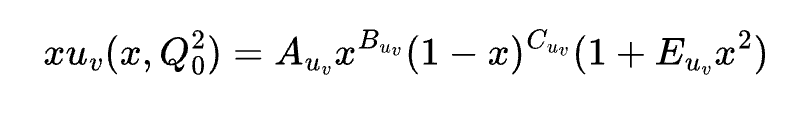 xu_v(x, Q_0^2) = A_{u_v} x^{B_{u_v}} (1 − x)^{C_{u_v}} (1 + E_{u_v} x^2)